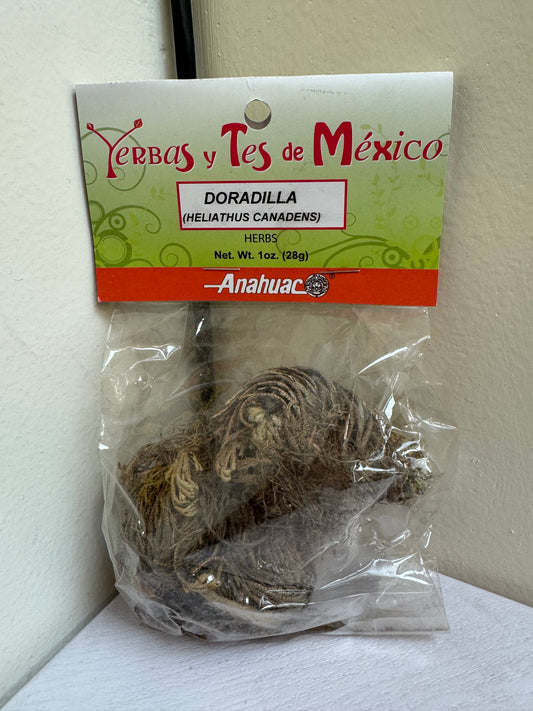 Yerbas y Tes de México
DORADILLA
(HELIATHUS CANADENS)
HERBS
Net. Wt. 1oz. (28g)
Anahuac